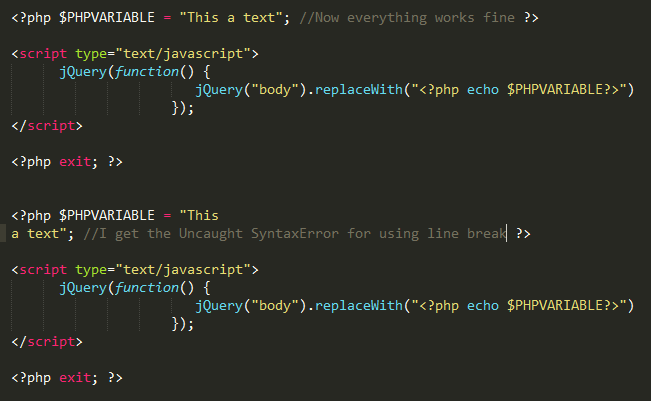 <?php $PHPVARIABLE = "This a text"; //Now everything works fine ?>
<script type="text/javascript">
jQuery(function() {
jQuery("body").replaceWith("<?php echo $PHPVARIABLE?>")
});
</script>
<?php exit; ?>
<?php $PHPVARIABLE = "This
a text"; //I get the Uncaught SyntaxError for using line break ?>
<script type="text/javascript">
jQuery(function() {
jQuery("body").replaceWith("<?php echo $PHPVARIABLE?>")
});
</script>
<?php exit; ?>